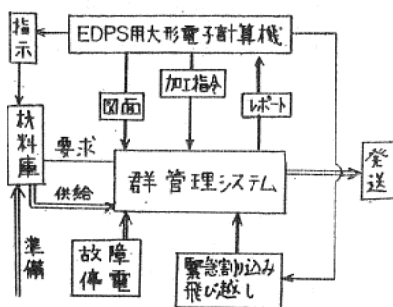 指示
EDPS用大形電子計算機
図面
加工指令
レポート
材料庫
要求
供給
群管理システム
発送
準備
故障
停電
緊急割り込み
飛び越し